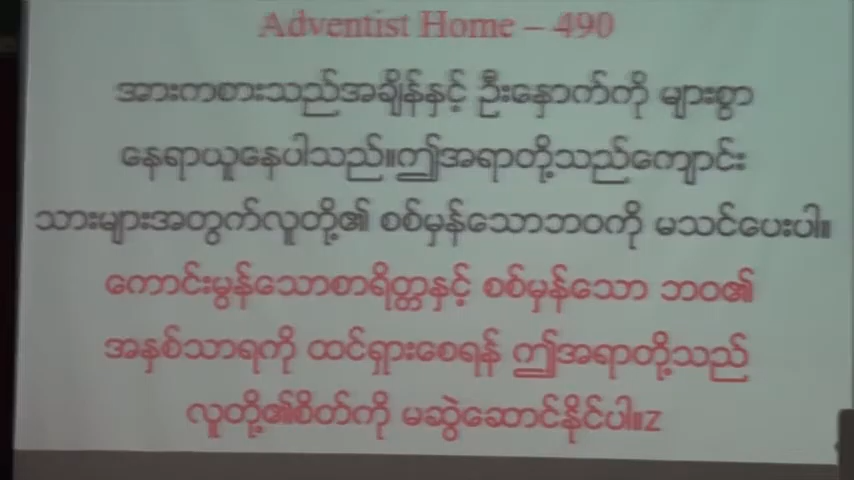 Adventist Home – 490
အားကစားသည်အချိန်နှင့် ဦးနှောက်ကို များစွာ
နေရာယူနေပါသည်။ဤအရာတို့သည်ကျောင်း
သားများအတွက်လူတို့၏ စစ်မှန်သောဘဝကို မသင်ပေးပါ။
ကောင်းမွန်သောစာရိတ္တနှင့် စစ်မှန်သော ဘဝ၏
အနှစ်သာရကို ထင်ရှားစေရန် ဤအရာတို့သည်
လူတို့၏စိတ်ကို မဆွဲဆောင်နိုင်ပါ။z